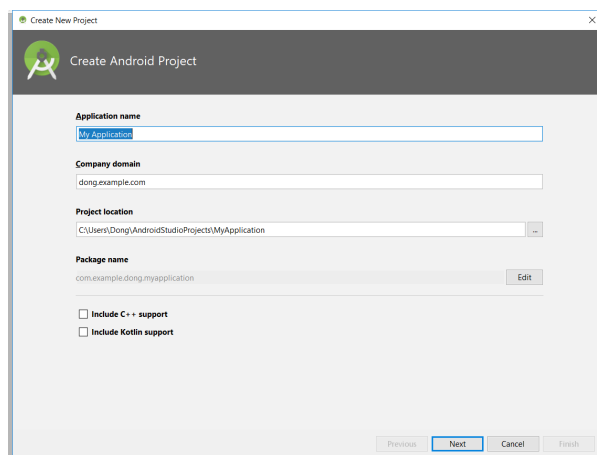 Create New Project
Create Android Project
Application name
My Application
Company domain
dong.example.com
Project location
C:\Users\Dong\AndroidStudioProjects\MyApplication
...
Package name
com.example.dong.myapplication
Edit
Include C++ support
Include Kotlin support
Previous Next Cancel Finish